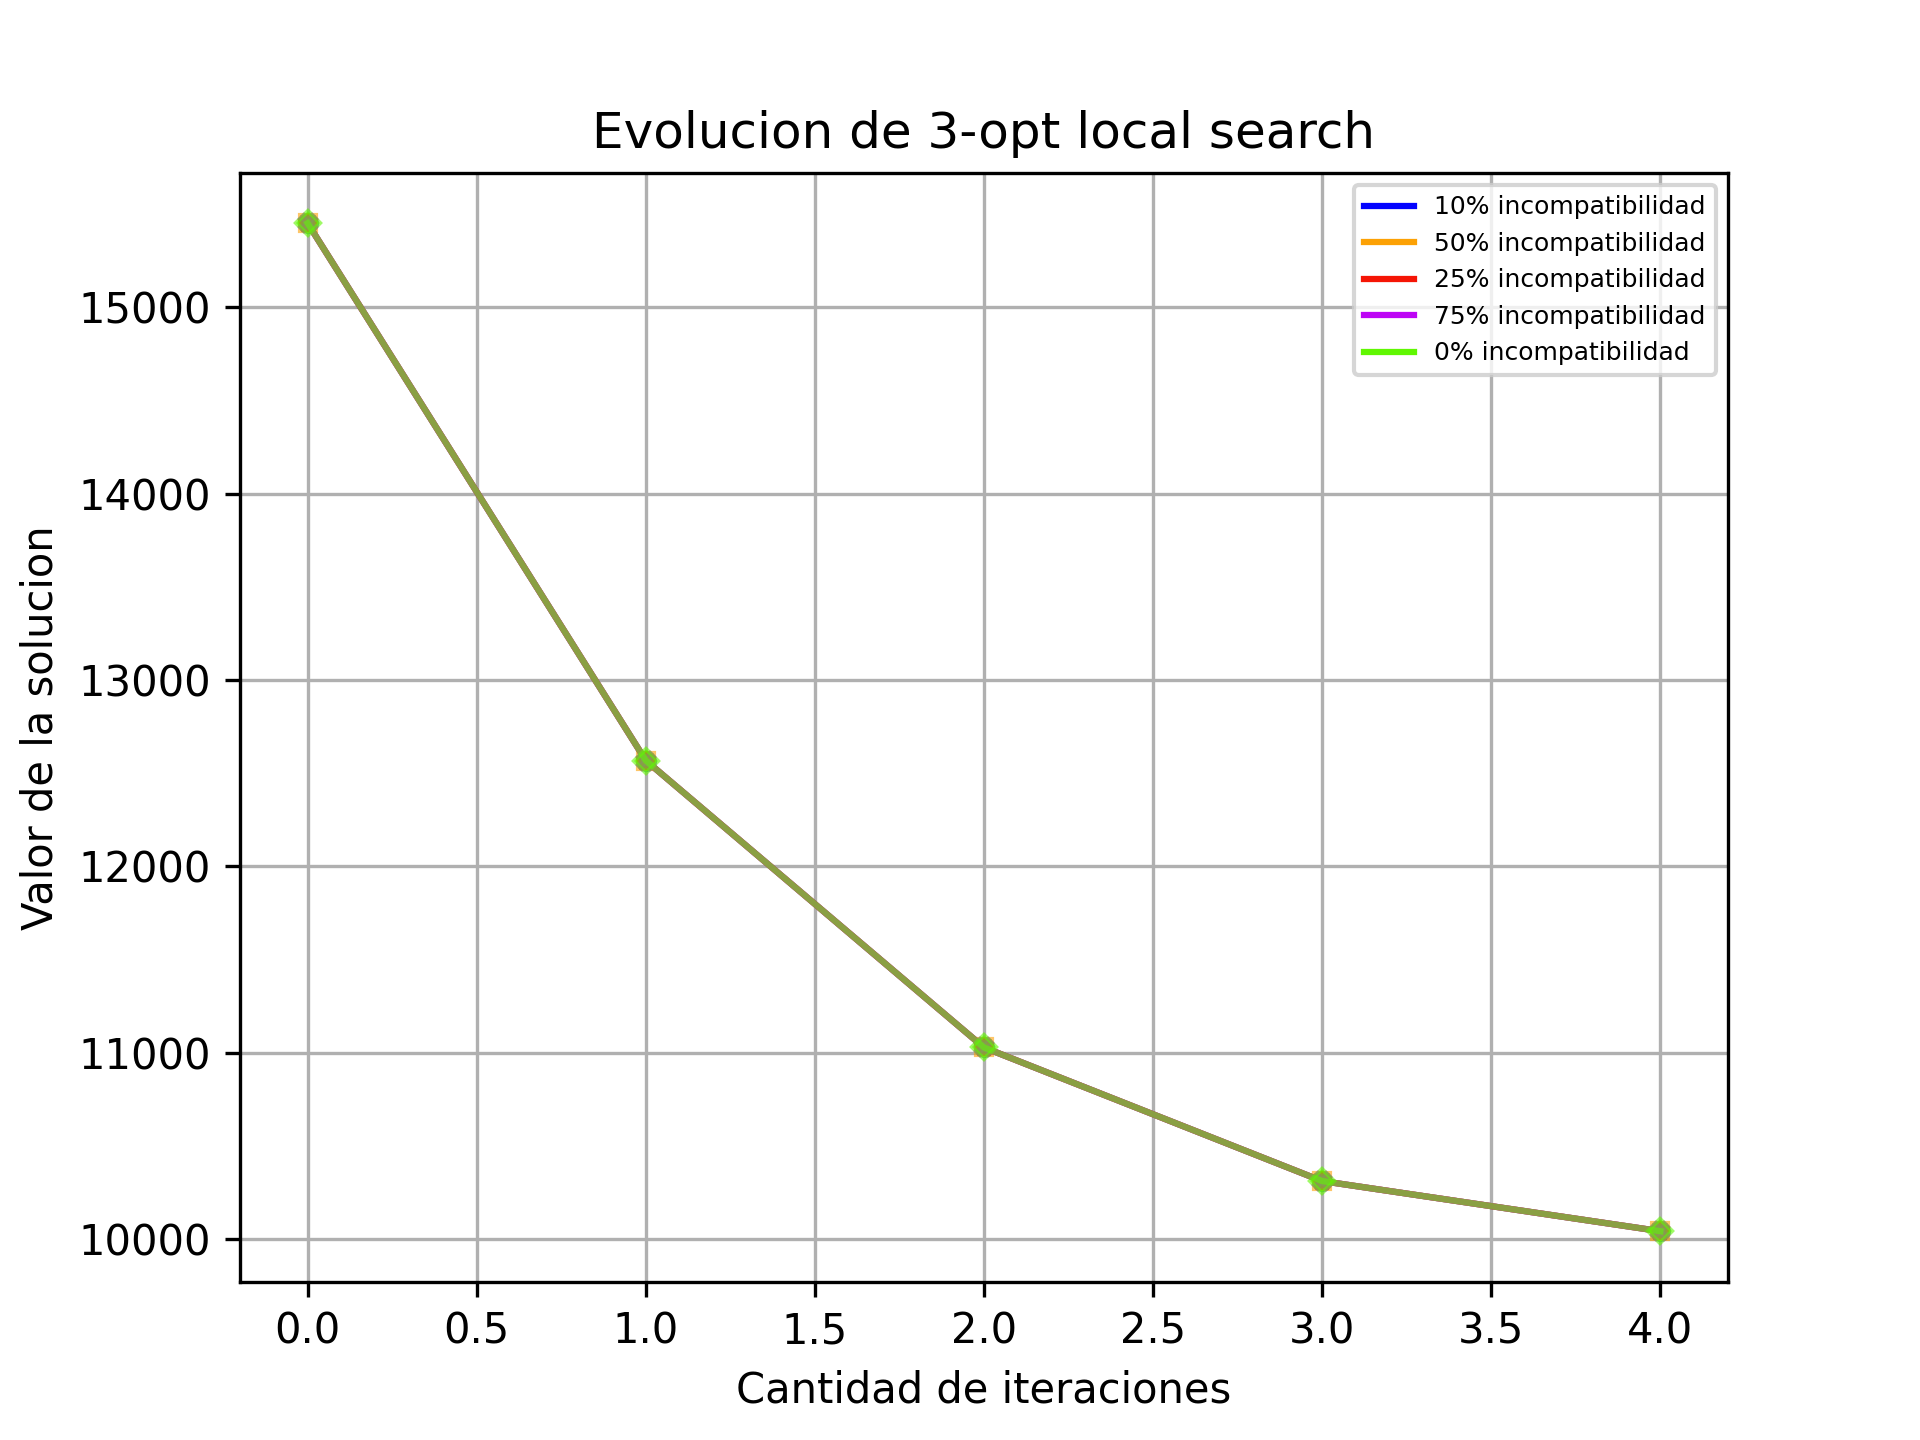 Evolucion de 3-opt local search
10% incompatibilidad
50% incompatibilidad
25% incompatibilidad
75% incompatibilidad
0% incompatibilidad
Valor de la solucion
15000
14000
13000
12000
11000
10000
0.0 0.5 1.0 1.5 2.0 2.5 3.0 3.5 4.0
Cantidad de iteraciones